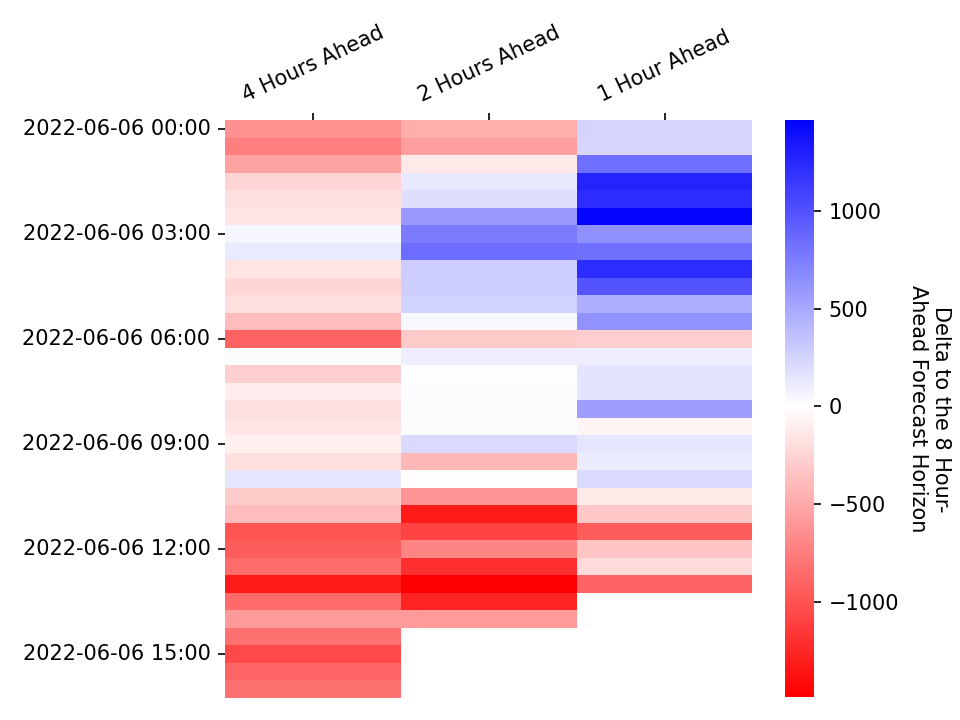 4 Hours Ahead
2 Hours Ahead
1 Hour Ahead
2022-06-06 00:00
2022-06-06 03:00
2022-06-06 06:00
2022-06-06 09:00
2022-06-06 12:00
2022-06-06 15:00
1000
500
0
−500
−1000
Delta to the 8 Hour-
Ahead Forecast Horizon